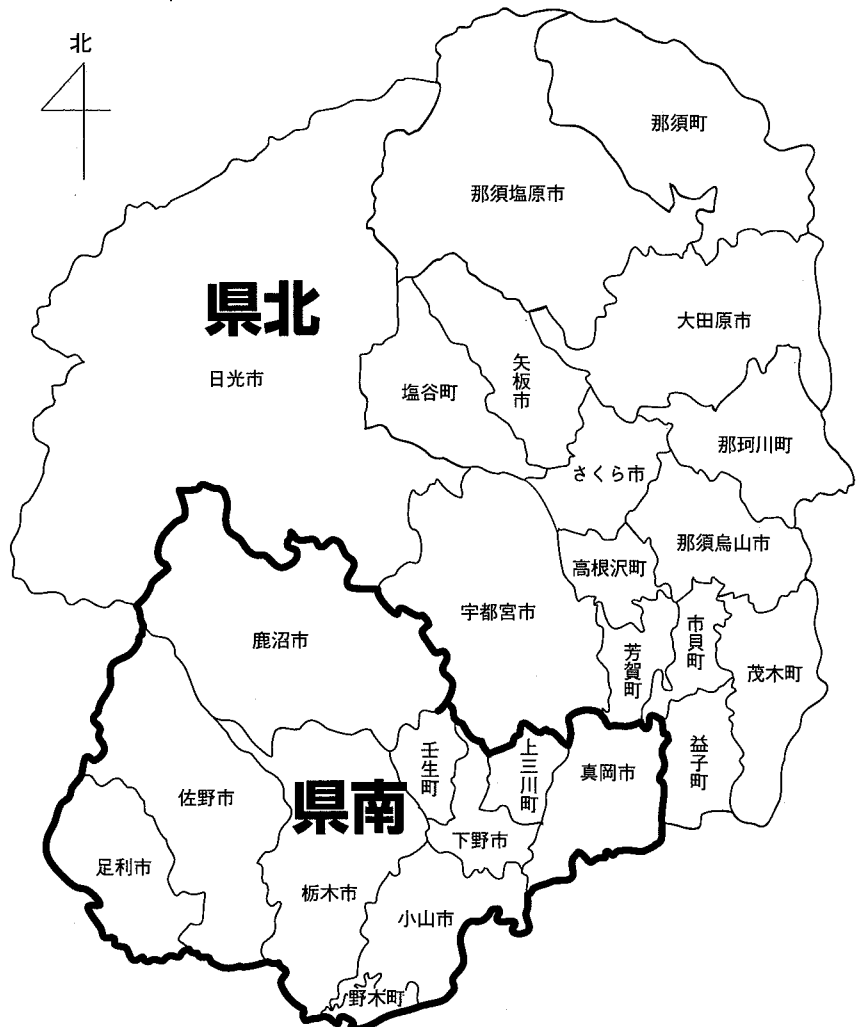 北
那須町
那須塩原市
県北
大田原市
日光市
塩谷町
矢板市
那珂川町
さくら市
那須烏山市
高根沢町
宇都宮市
鹿沼市
芳賀町
市貝町
茂木町
壬生町
上三川町
真岡市
益子町
佐野市
県南
下野市
足利市
栃木市
小山市
野木町